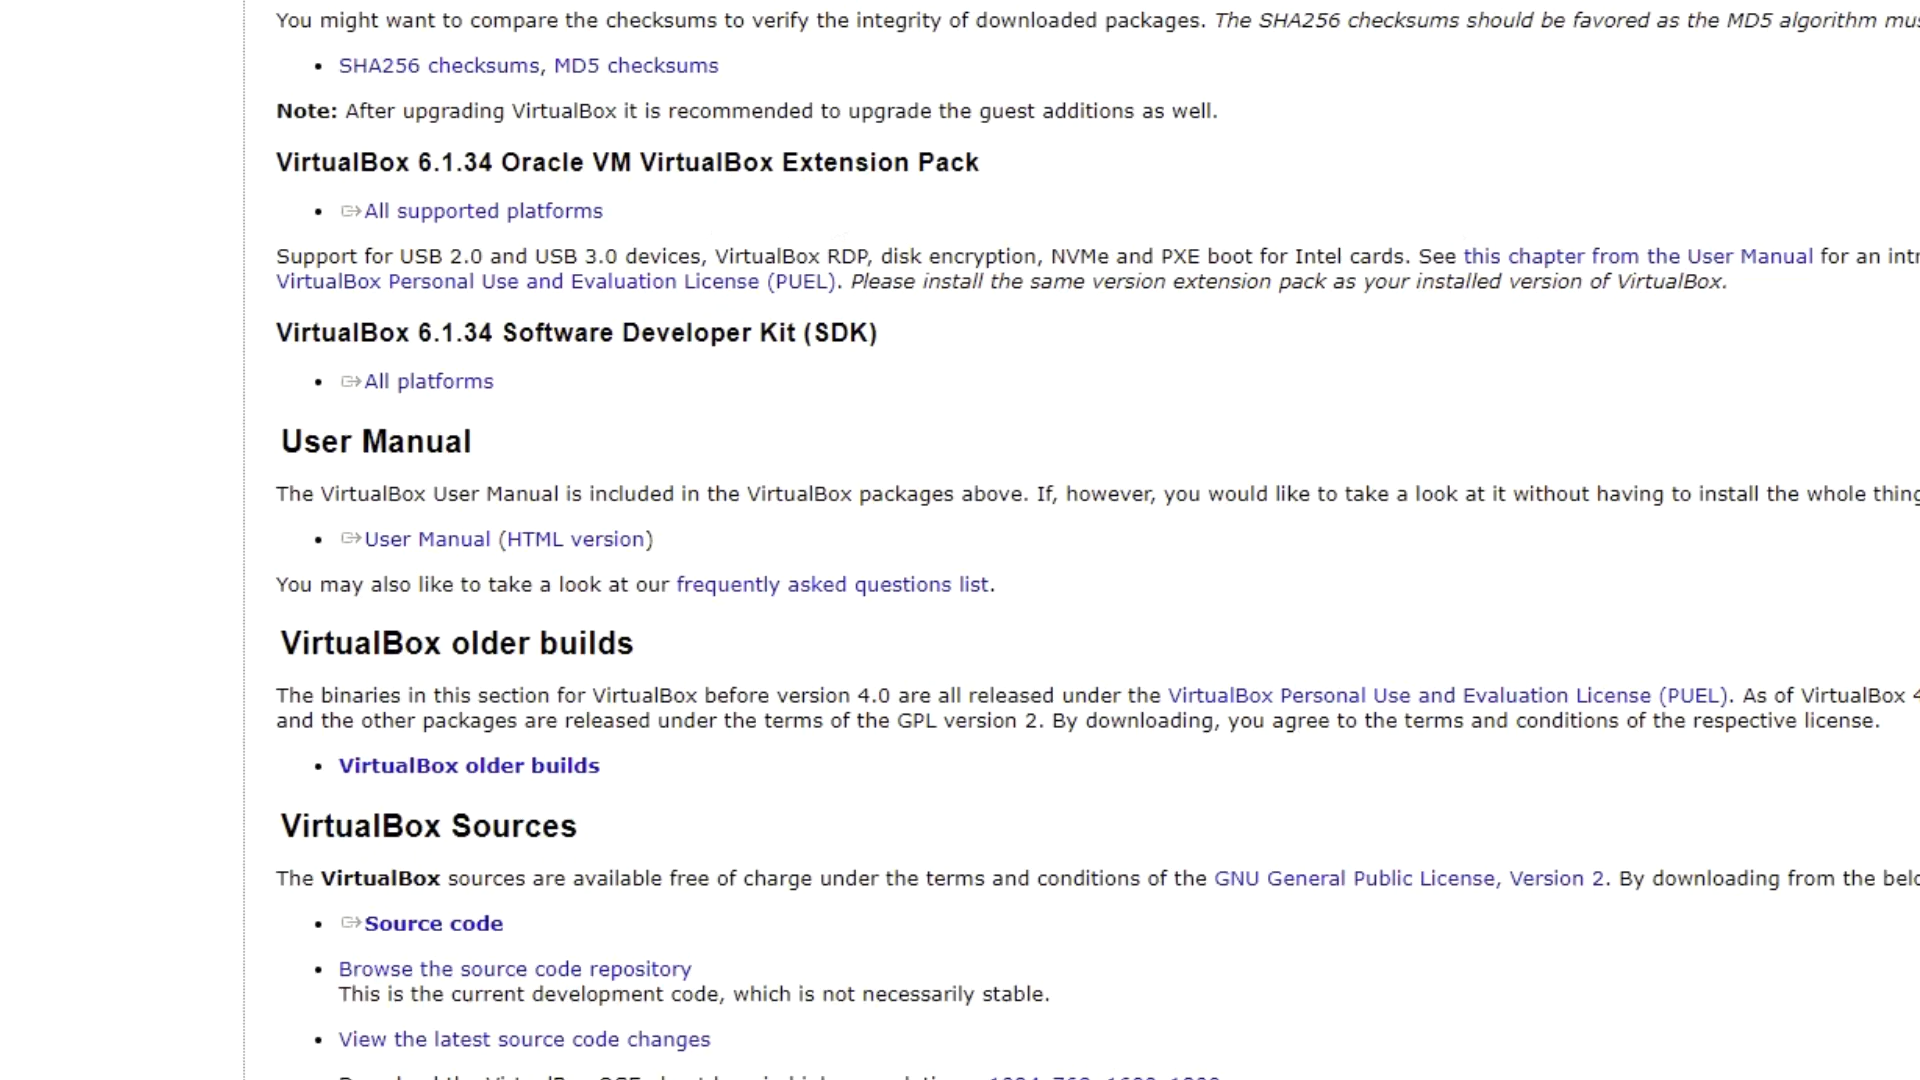 You might want to compare the checksums to verify the integrity of downloaded packages. The SHA256 checksums should be favored as the MD5 algorithm
• SHA256 checksums, MD5 checksums
Note: After upgrading VirtualBox it is recommended to upgrade the guest additions as well.
VirtualBox 6.1.34 Oracle VM VirtualBox Extension Pack
• All supported platforms
Support for USB 2.0 and USB 3.0 devices, VirtualBox RDP, disk encryption, NVMe and PXE boot for Intel cards. See this chapter from the User Manual for an
VirtualBox Personal Use and Evaluation License (PUEL). Please install the same version extension pack as your installed version of VirtualBox.
VirtualBox 6.1.34 Software Developer Kit (SDK)
• All platforms
User Manual
The VirtualBox User Manual is included in the VirtualBox packages above. If, however, you would like to take a look at it without having to install the whole thing
• User Manual (HTML version)
You may also like to take a look at our frequently asked questions list.
VirtualBox older builds
The binaries in this section for VirtualBox before version 4.0 are all released under the VirtualBox Personal Use and Evaluation License (PUEL). As of VirtualBox
and the other packages are released under the terms of the GPL version 2. By downloading, you agree to the terms and conditions of the respective license.
• VirtualBox older builds
VirtualBox Sources
The VirtualBox sources are available free of charge under the terms and conditions of the GNU General Public License, Version 2. By downloading from the
• Source code
• Browse the source code repository
This is the current development code, which is not necessarily stable.
• View the latest source code changes